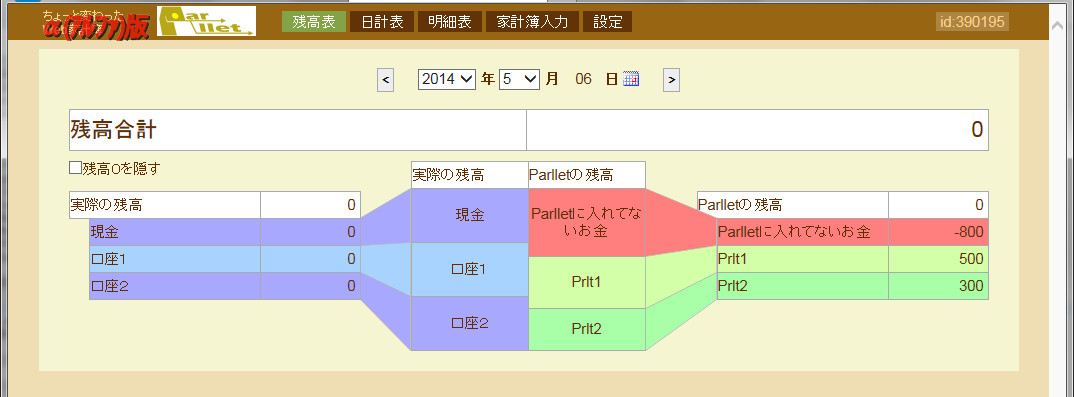 ちょーと変わった
α(アルファ)版
Parllet
残高表 日計表 明細表 家計簿入力 設定
id:390195
< 2014 年 5 月 06 日 >
残高合計 0
残高0を隠す
実際の残高 0
現金 0
口座1 0
口座2 0
実際の残高 Parlletの残高
現金
口座1
口座2
Parlletに入れてな
いお金
Prlt1
Prlt2
Parlletの残高 0
Parlletに入れてないお金 -800
Prlt1 500
Prlt2 300